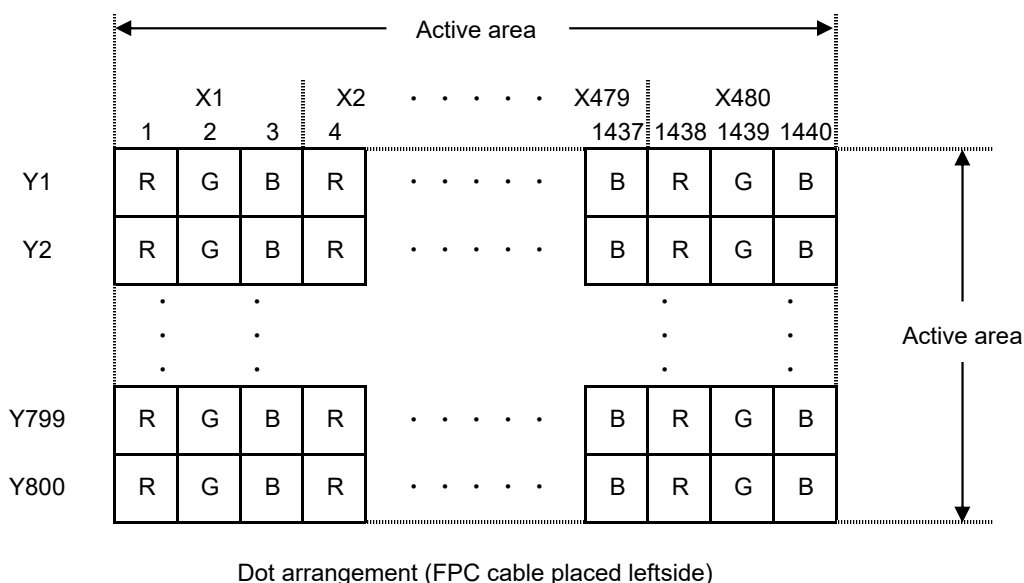 Active area
X1 X2 · · · · · X479 X480
1 2 3 4 1437 1438 1439 1440
Y1 R G B R · · · · · B R G B
Y2 R G B R · · · · · B R G B
Active area
Y799 R G B R · · · · · B R G B
Y800 R G B R · · · · · B R G B
Dot arrangement (FPC cable placed leftside)